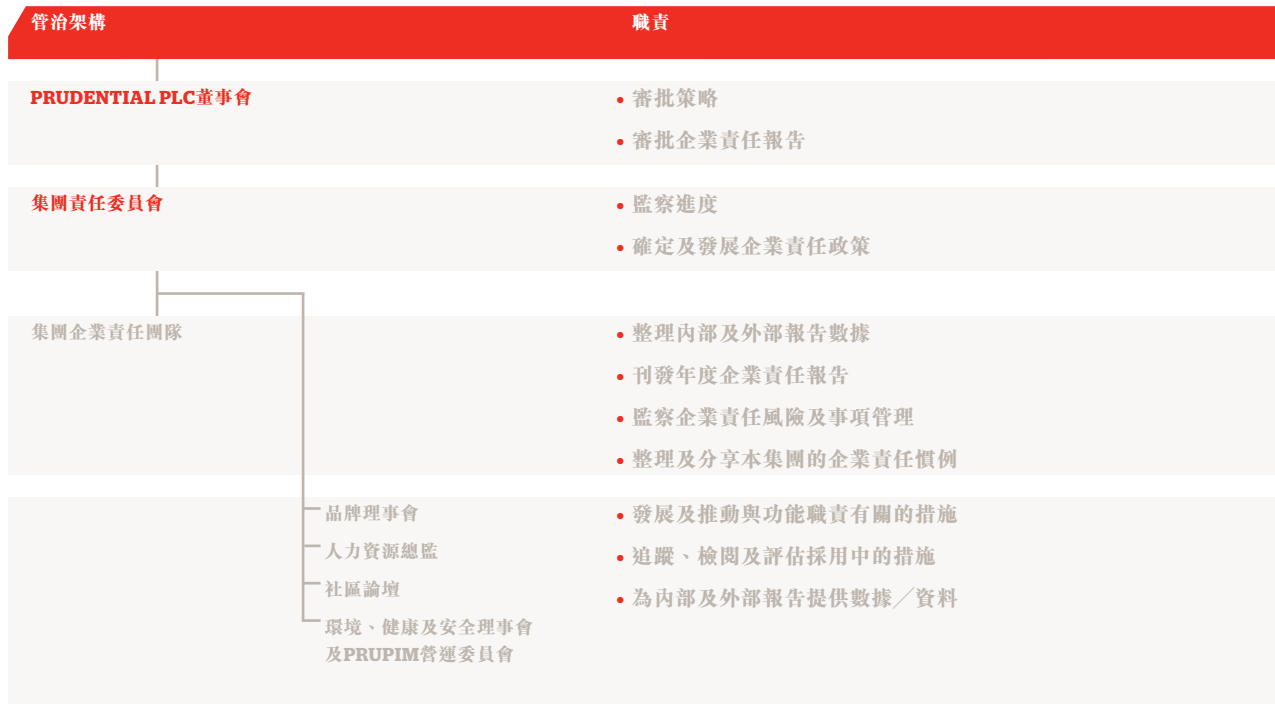 管治架構
職責
PRUDENTIAL PLC董事會
• 審批策略
• 審批企業責任報告
集團責任委員會
• 監察進度
• 確定及發展企業責任政策
集團企業責任團隊
• 整理內部及外部報告數據
• 刊發年度企業責任報告
• 監察企業責任風險及事項管理
• 整理及分享本集團的企業責任慣例
品牌理事會
人力資源總監
社區論壇
環境、健康及安全理事會
及PRUPIM營運委員會
• 發展及推動與功能職責有關的措施
• 追蹤、檢閱及評估採用中的措施
• 為內部及外部報告提供數據╱資料